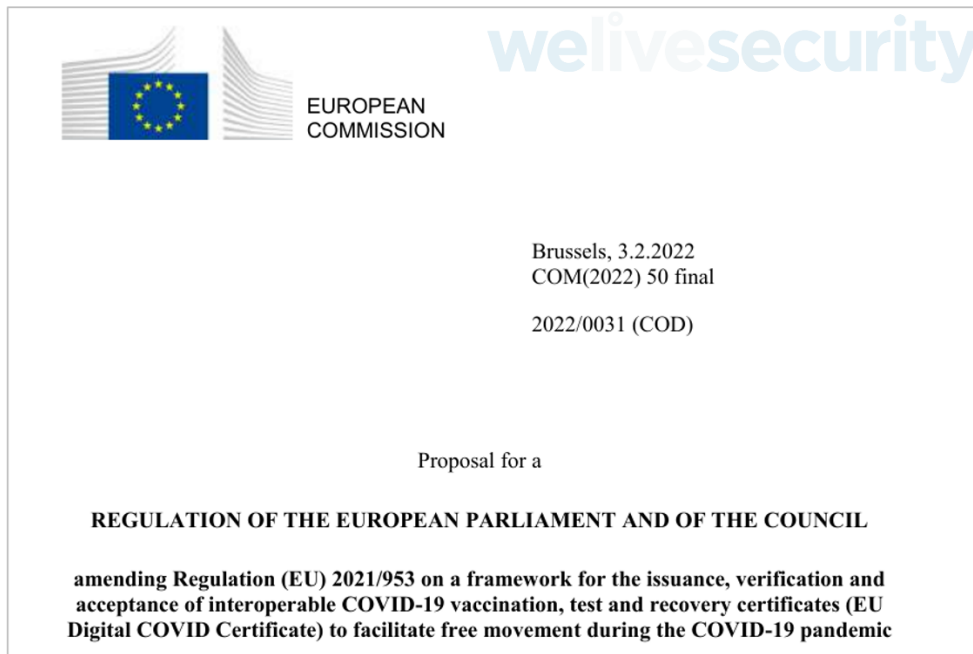 welivesecurity
EUROPEAN
COMMISSION
Brussels, 3.2.2022
COM(2022) 50 final
2022/0031 (COD)
Proposal for a
REGULATION OF THE EUROPEAN PARLIAMENT AND OF THE COUNCIL
amending Regulation (EU) 2021/953 on a framework for the issuance, verification and
acceptance of interoperable COVID-19 vaccination, test and recovery certificates (EU
Digital COVID Certificate) to facilitate free movement during the COVID-19 pandemic